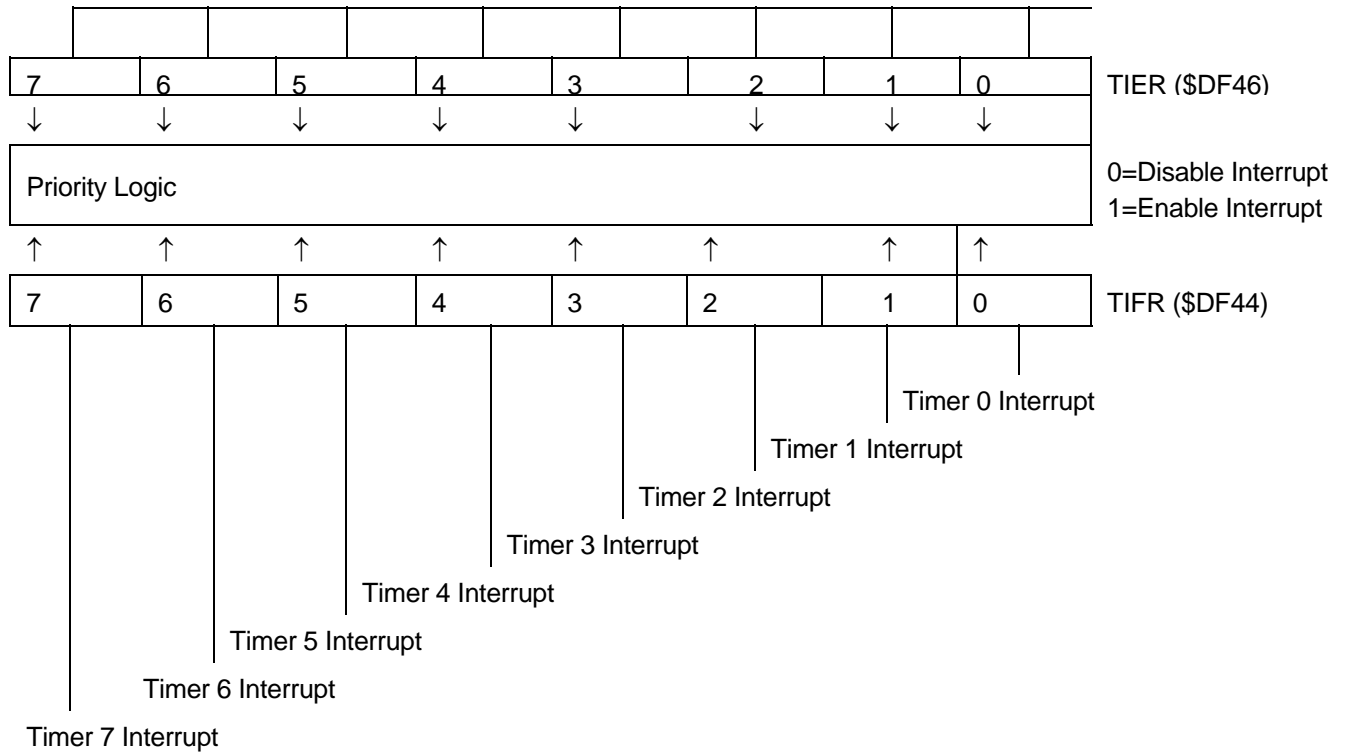 7 6 5 4 3 2 1 0 TIER ($DF46)
↓ ↓ ↓ ↓ ↓ ↓ ↓ ↓
Priority Logic
0=Disable Interrupt
1=Enable Interrupt
↑ ↑ ↑ ↑ ↑ ↑ ↑ ↑
7 6 5 4 3 2 1 0 TIFR ($DF44)
Timer 0 Interrupt
Timer 1 Interrupt
Timer 2 Interrupt
Timer 3 Interrupt
Timer 4 Interrupt
Timer 5 Interrupt
Timer 6 Interrupt
Timer 7 Interrupt